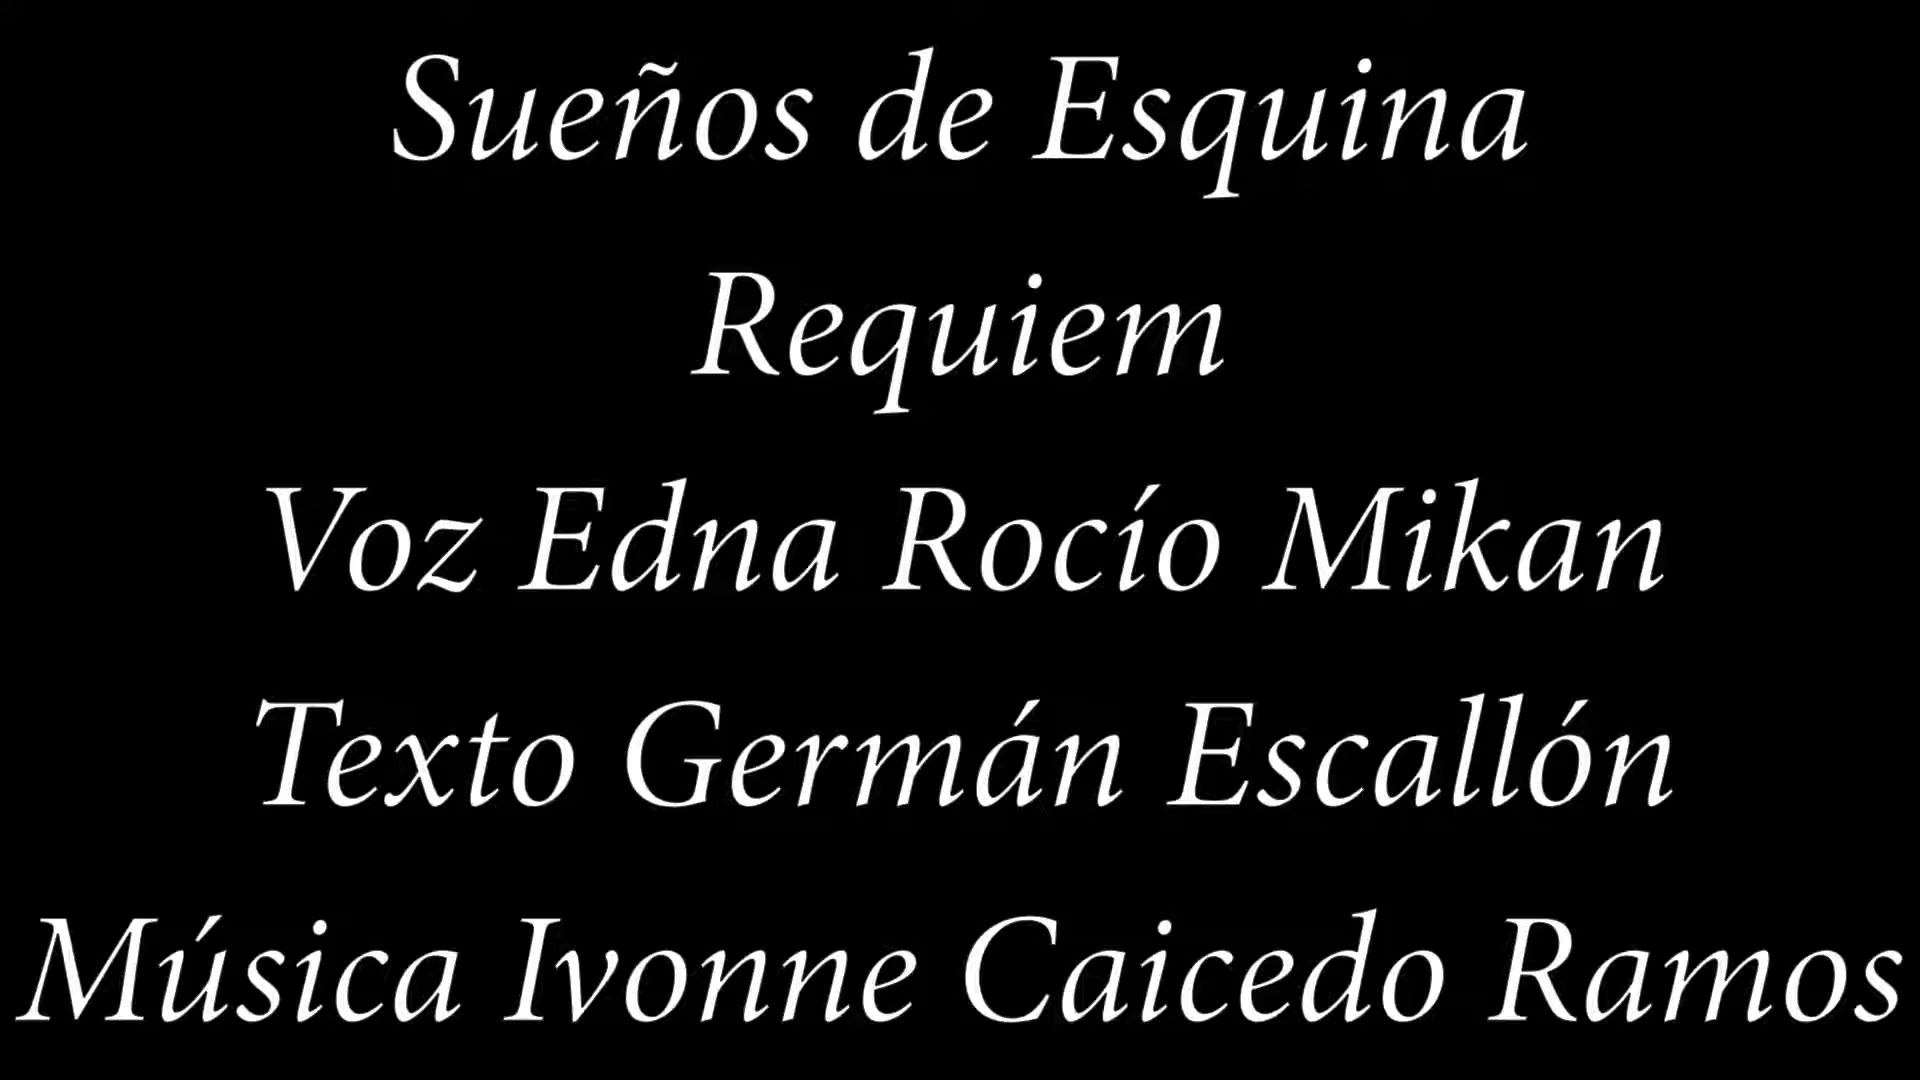 Sueños de Esquina
Requiem
Voz Edna Rocío Mikan
Texto Germán Escallón
Música Ivonne Caicedo Ramos